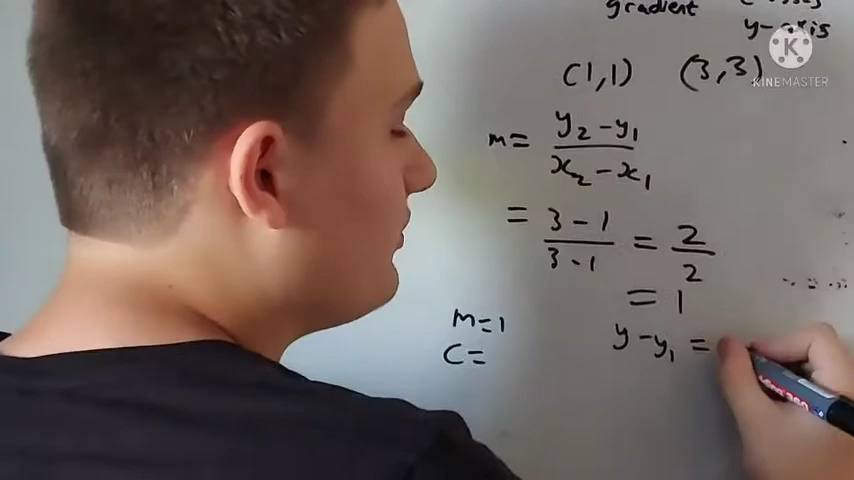 gradient
y-axis
K
KINEMASTER
(1,1) (3,3)
m = y₂ - y₁
x₂ - x₁
= 3 - 1 = 2
3 - 1 2
= 1
m = 1
y - y₁ =
c =